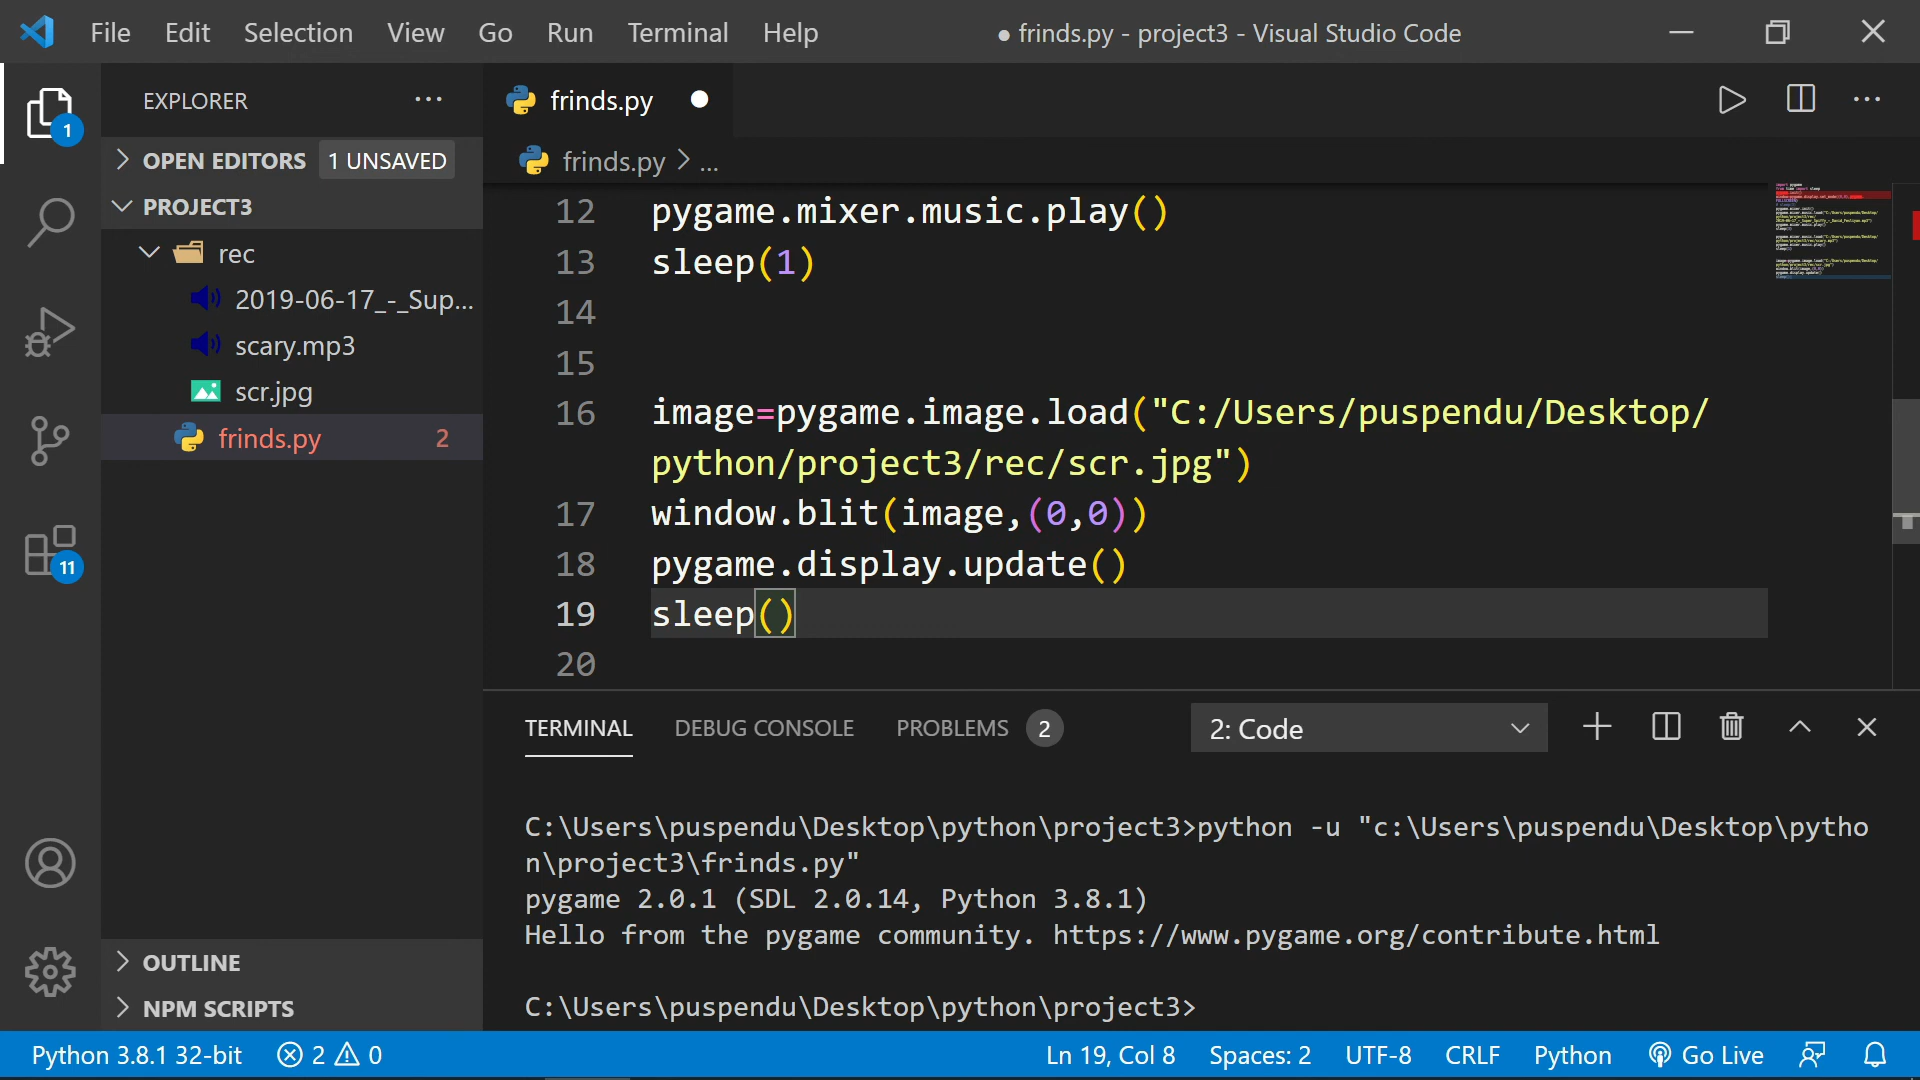 File Edit Selection View Go Run Terminal Help
● frinds.py - project3 - Visual Studio Code
EXPLORER
1
OPEN EDITORS 1 UNSAVED
PROJECT3
rec
2019-06-17_-_Sup...
scary.mp3
scr.jpg
frinds.py 2
11
OUTLINE
NPM SCRIPTS
frinds.py
frinds.py > ...
12 pygame.mixer.music.play()
13 sleep(1)
14
15
16 image=pygame.image.load("C:/Users/puspendu/Desktop/
python/project3/rec/scr.jpg")
17 window.blit(image,(0,0))
18 pygame.display.update()
19 sleep()
20
TERMINAL DEBUG CONSOLE PROBLEMS 2 2: Code
C:\Users\puspendu\Desktop\python\project3>python -u "c:\Users\puspendu\Desktop\pytho
n\project3\frinds.py"
pygame 2.0.1 (SDL 2.0.14, Python 3.8.1)
Hello from the pygame community. https://www.pygame.org/contribute.html
C:\Users\puspendu\Desktop\python\project3>
Python 3.8.1 32-bit 2 0 Ln 19, Col 8 Spaces: 2 UTF-8 CRLF Python Go Live